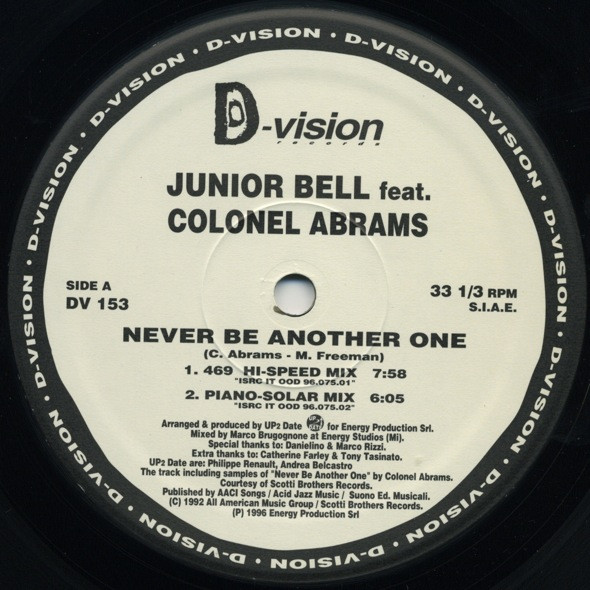 D-VISION • D-VISION • D-VISION • D-VISION • D-VISION • D-VISION • D-VISION • D-VISION • D-VISION • D-VISION • D-VISION • D-VISION •
D-vision
records
JUNIOR BELL feat.
COLONEL ABRAMS
SIDE A
DV 153
33 1/3 RPM
S.I.A.E.
NEVER BE ANOTHER ONE
(C. Abrams - M. Freeman)
1. 469 HI-SPEED MIX 7:58
"ISRC IT OOD 96.075.01"
2. PIANO-SOLAR MIX 6:05
"ISRC IT OOD 96.075.02"
Arranged & produced by UP2 Date for Energy Production Srl.
Mixed by Marco Brugognone at Energy Studios (Mi).
Special thanks to: Danielino & Marco Rizzi.
Extra thanks to: Catherine Farley & Tony Tasinato.
UP2 Date are: Philippe Renault, Andrea Belcastro
The track including samples of "Never Be Another One" by Colonel Abrams.
Courtesy of Scotti Brothers Records.
Published by AACI Songs / Acid Jazz Music / Suono Ed. Musicali.
(C) 1992 All American Music Group / Scotti Brothers Records.
(P) 1996 Energy Production Srl